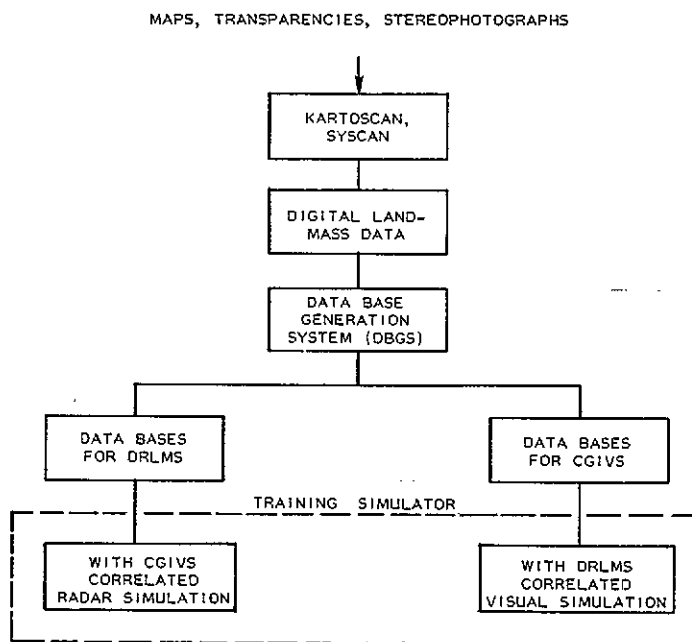 MAPS, TRANSPARENCIES, STEREOPHOTOGRAPHS
KARTOSCAN,
SYSCAN
DIGITAL LAND-
MASS DATA
DATA BASE
GENERATION
SYSTEM (DBGS)
DATA BASES
FOR DRLMS
DATA BASES
FOR CGIVS
TRAINING SIMULATOR
WITH CGIVS
CORRELATED
RADAR SIMULATION
WITH DRLMS
CORRELATED
VISUAL SIMULATION